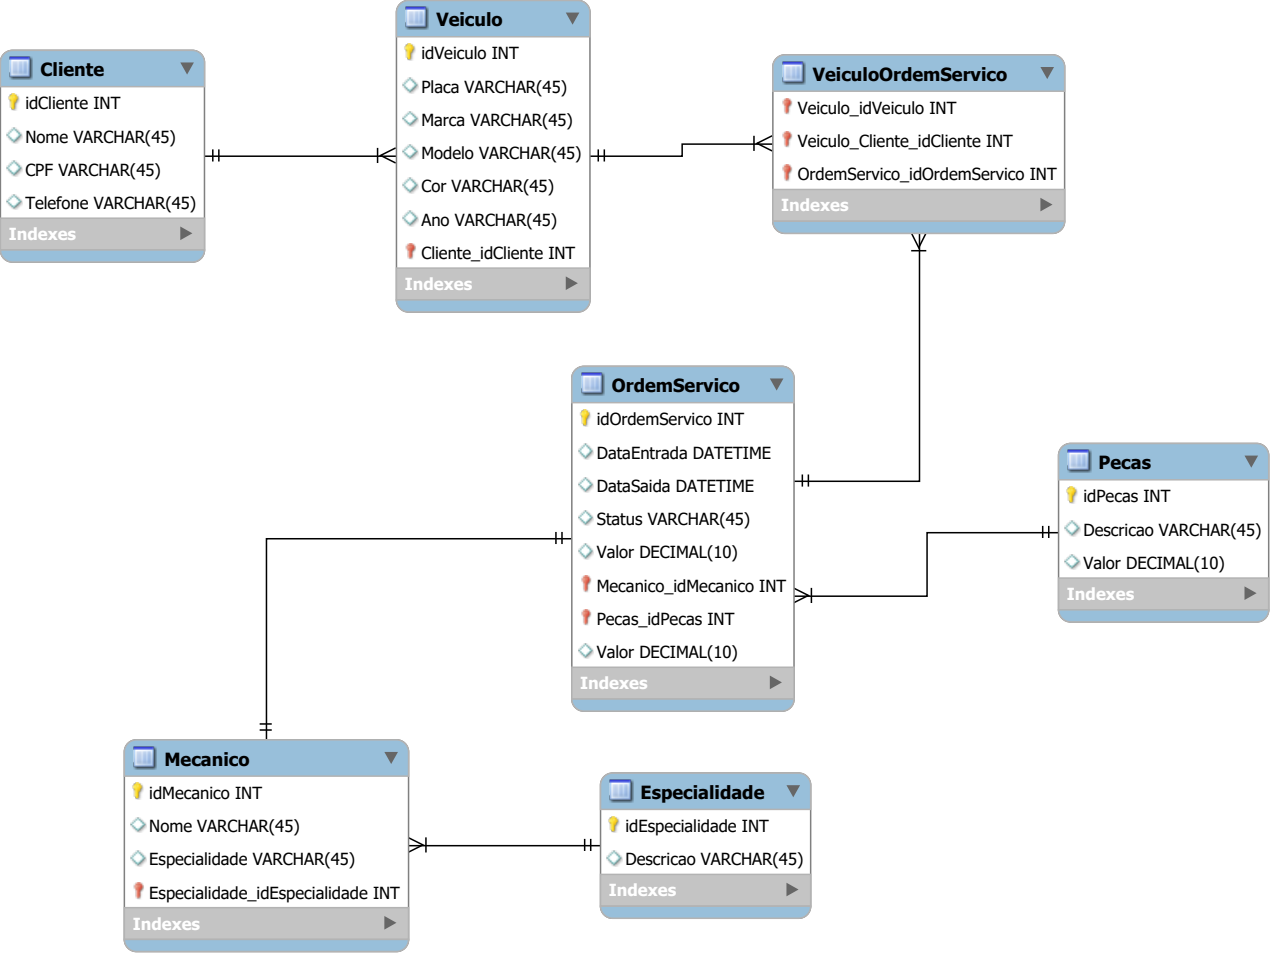 Cliente
idCliente INT
Nome VARCHAR(45)
CPF VARCHAR(45)
Telefone VARCHAR(45)
Indexes
Veiculo
idVeiculo INT
Placa VARCHAR(45)
Marca VARCHAR(45)
Modelo VARCHAR(45)
Cor VARCHAR(45)
Ano VARCHAR(45)
Cliente_idCliente INT
Indexes
VeiculoOrdemServico
Veiculo_idVeiculo INT
Veiculo_Cliente_idCliente INT
OrdemServico_idOrdemServico INT
Indexes
OrdemServico
idOrdemServico INT
DataEntrada DATETIME
DataSaida DATETIME
Status VARCHAR(45)
Valor DECIMAL(10)
Mecanico_idMecanico INT
Pecas_idPecas INT
Valor DECIMAL(10)
Indexes
Pecas
idPecas INT
Descricao VARCHAR(45)
Valor DECIMAL(10)
Indexes
Mecanico
idMecanico INT
Nome VARCHAR(45)
Especialidade VARCHAR(45)
Especialidade_idEspecialidade INT
Indexes
Especialidade
idEspecialidade INT
Descricao VARCHAR(45)
Indexes